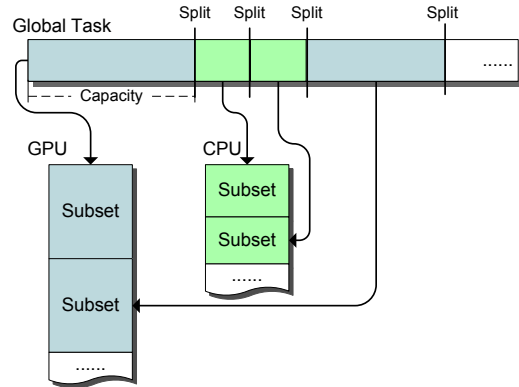 Split Split Split Split
Global Task
......
Capacity
GPU CPU
Subset Subset
Subset
......
Subset
......